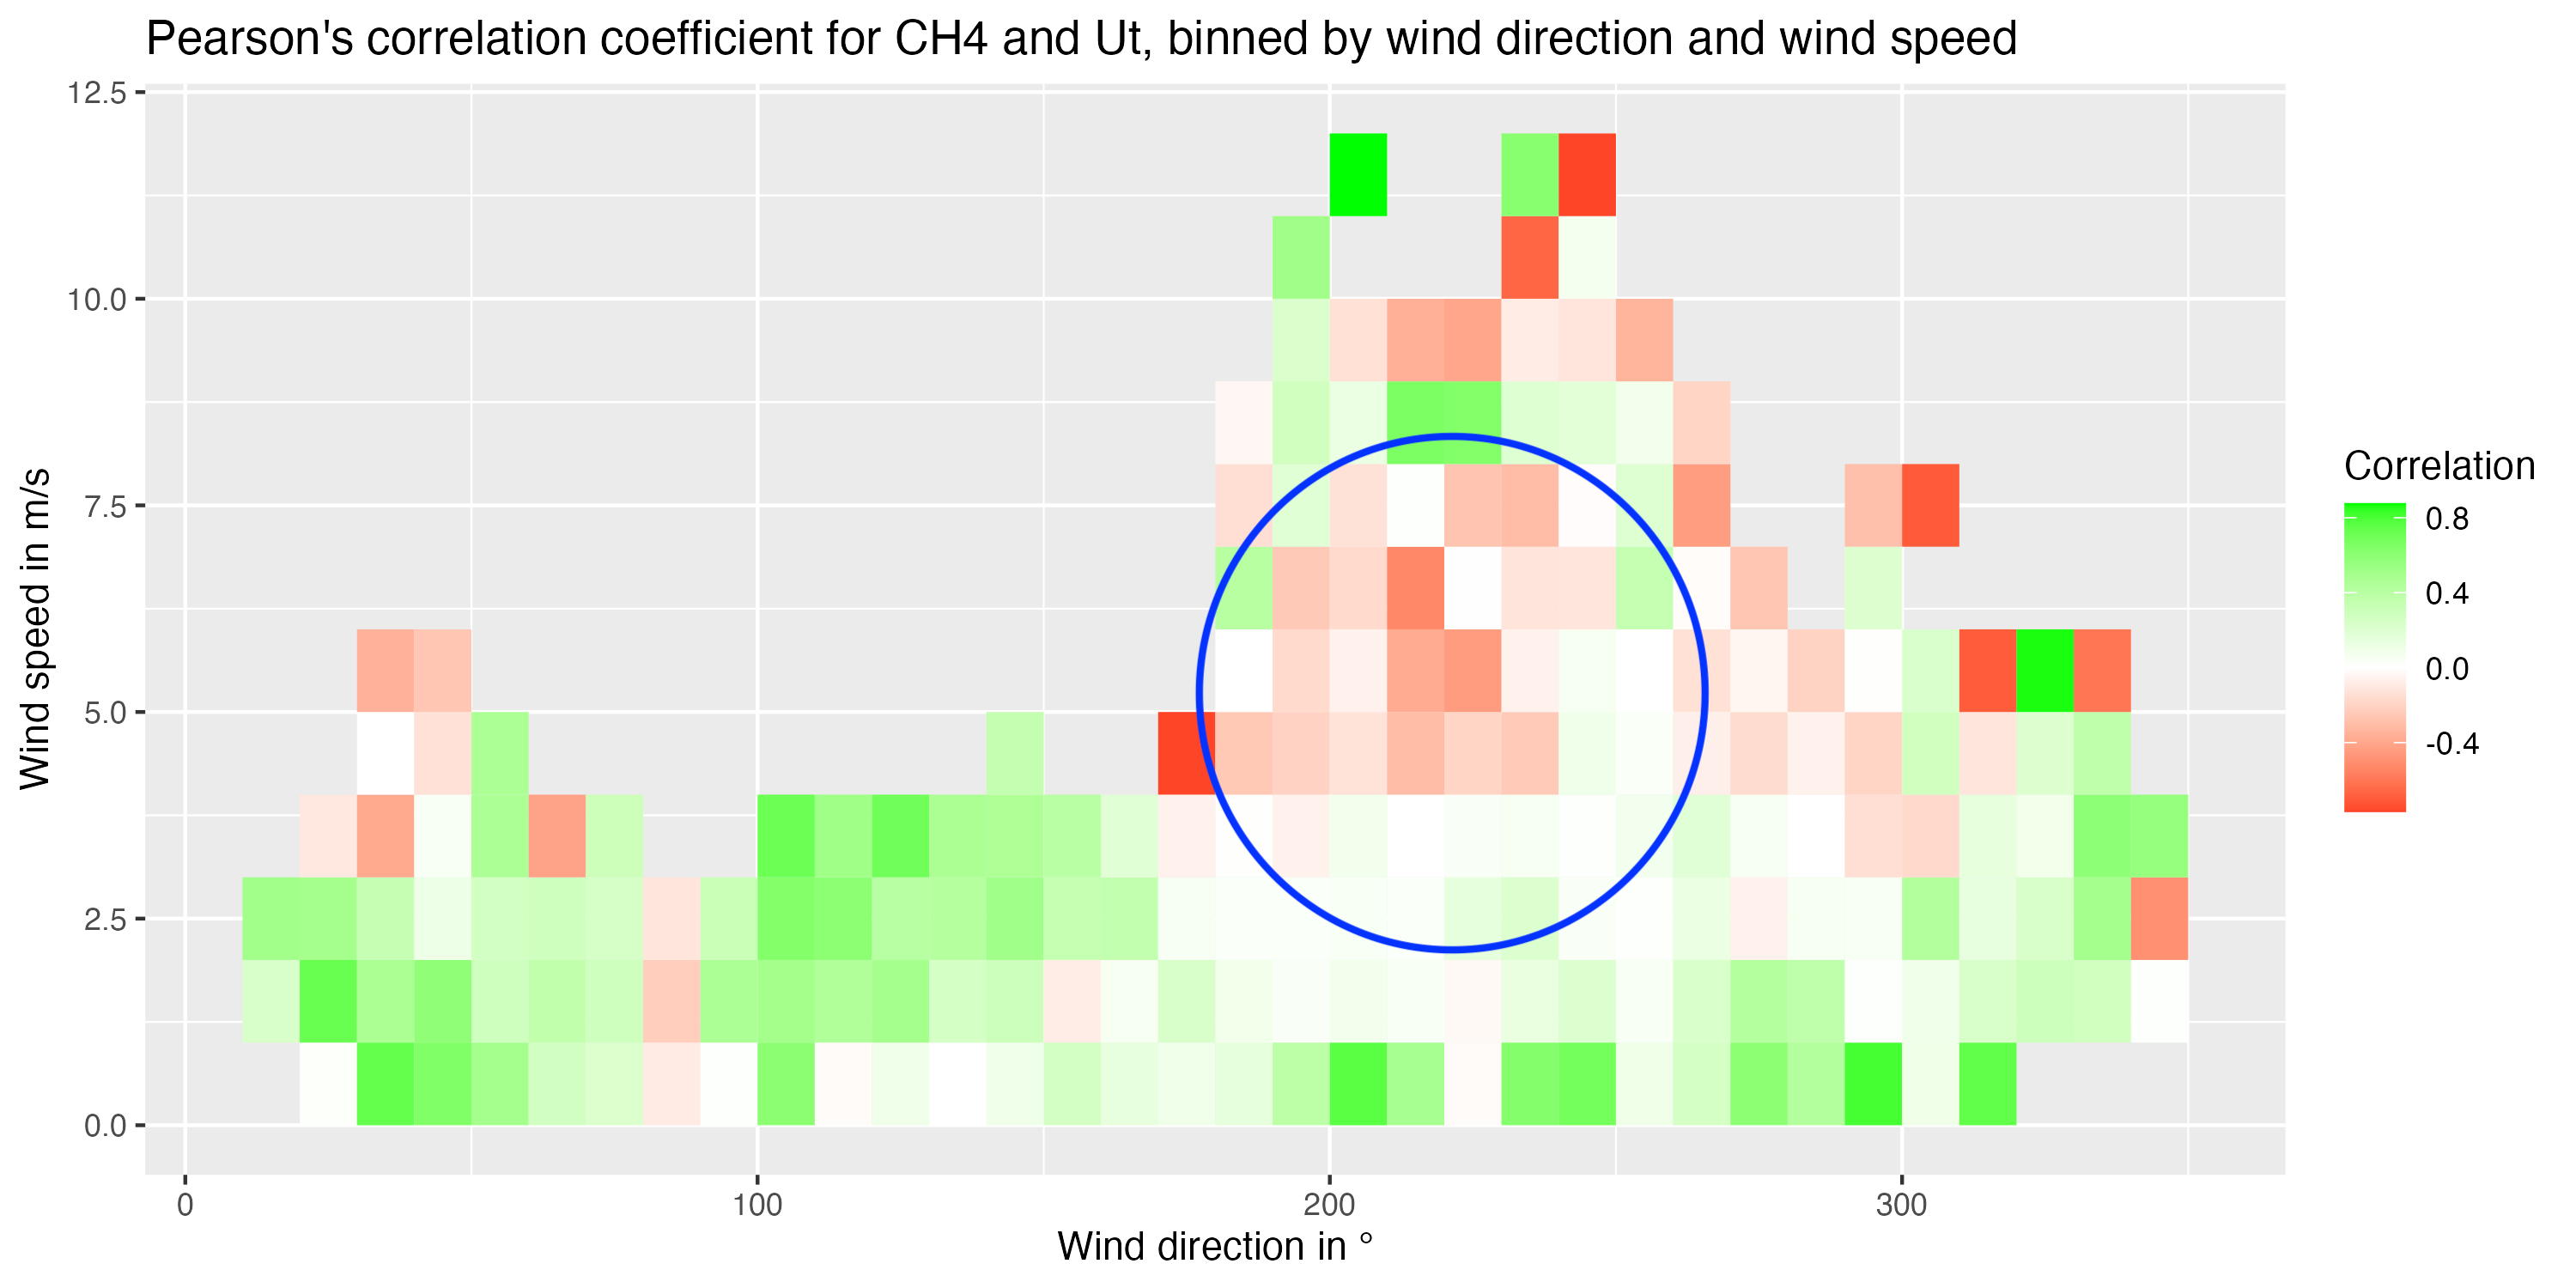 Pearson's correlation coefficient for CH4 and Ut, binned by wind direction and wind speed
12.5
10.0
7.5
5.0
2.5
0.0
Wind speed in m/s
0 100 200 300
Wind direction in °
Correlation
0.8
0.4
0.0
-0.4